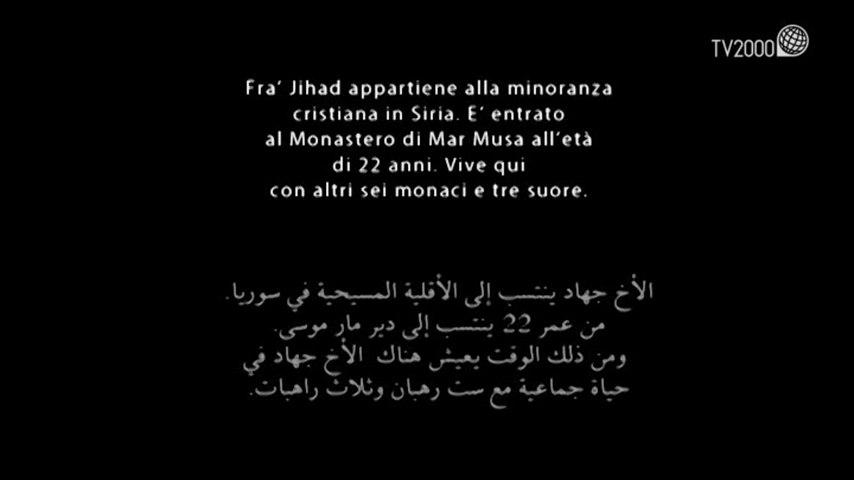 TV2000
Fra' Jihad appartiene alla minoranza
cristiana in Siria. E' entrato
al Monastero di Mar Musa all'età
di 22 anni. Vive qui
con altri sei monaci e tre suore.
الأخ جهاد ينتسب إلى الأقلية المسيحية في سوريا.
من عمر 22 ينتسب إلى دير مار موسى.
ومن ذلك الوقت يعيش هناك الأخ جهاد في
حياة جماعية مع ست رهبان وثلاث راهبات.